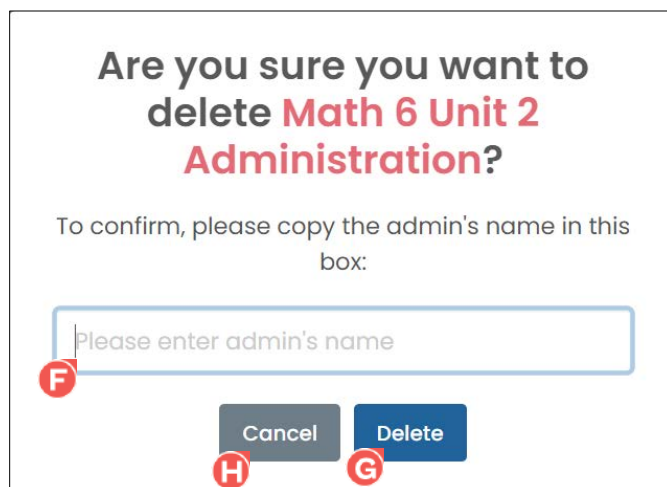 Are you sure you want to
delete Math 6 Unit 2
Administration?
To confirm, please copy the admin's name in this
box:
Please enter admin's name
F
Cancel Delete
H G